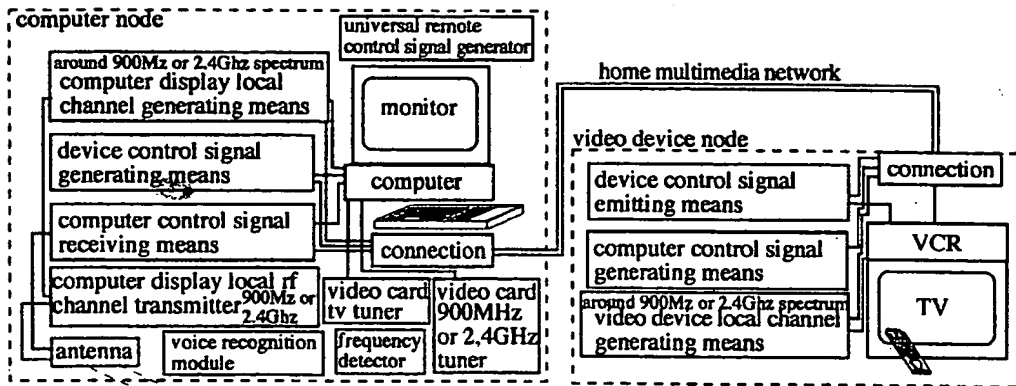 computer node
universal remote
control signal generator
around 900Mz or 2.4Ghz spectrum
computer display local
channel generating means
monitor
device control signal
generating means
computer
computer control signal
receiving means
connection
computer display local rf
channel transmitter 900Mz or
2.4Ghz
video card
tv tuner
video card
900MHz
or 2,4GHz
tuner
antenna
voice recognition
module
frequency
detector
home multimedia network
video device node
connection
device control signal
emitting means
VCR
computer control signal
generating means
TV
around 900Mz or 2.4Ghz spectrum
video device local channel
generating means